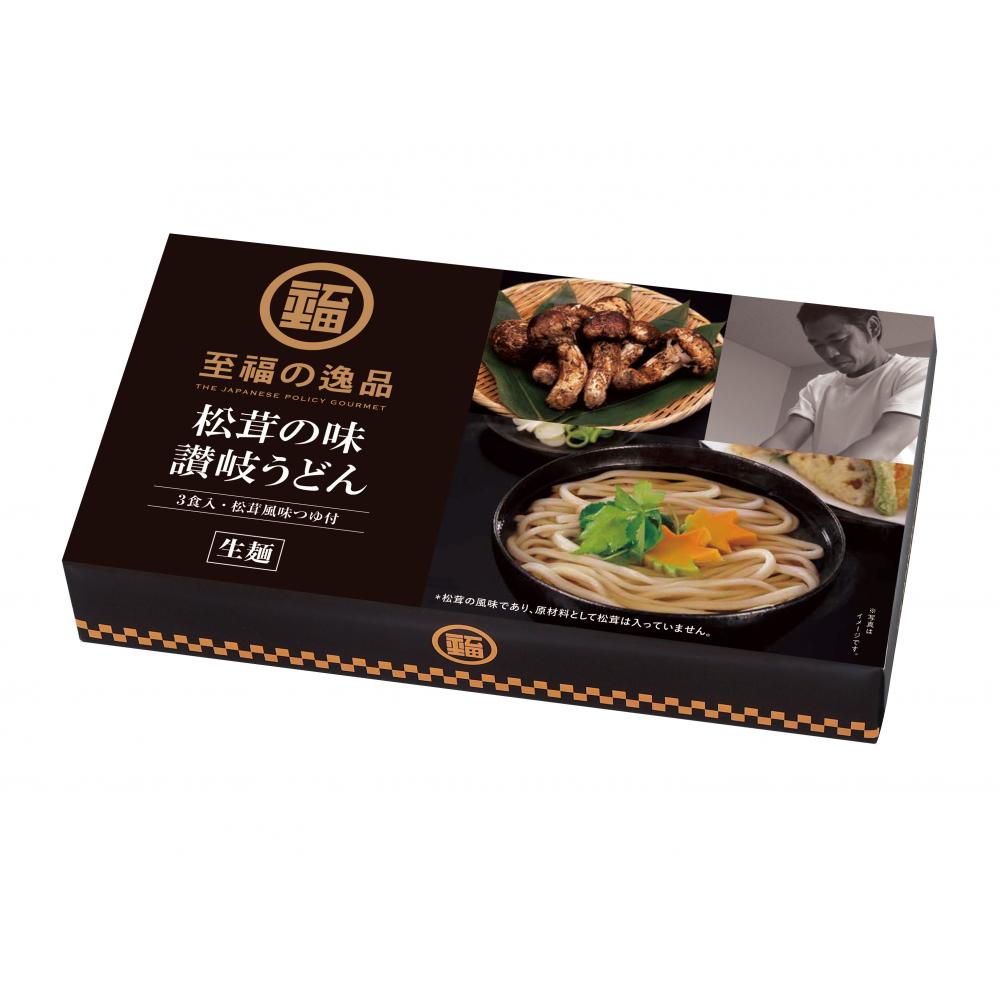 至福の逸品
THE JAPANESE POLICY GOURMET
松茸の味
讃岐うどん
3食入・松茸風味つゆ付
生麺
*松茸の風味であり、原材料として松茸は入っていません。
※写真は
イメージです。